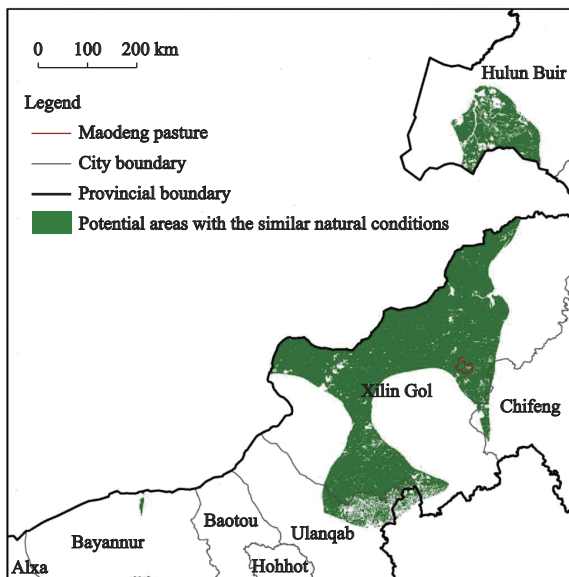 0 100 200 km
Hulun Buir
Legend
Maodeng pasture
City boundary
Provincial boundary
Potential areas with the similar natural conditions
Xilin Gol
Chifeng
Baotou
Ulanqab
Bayannur
Hohhot
Alxa